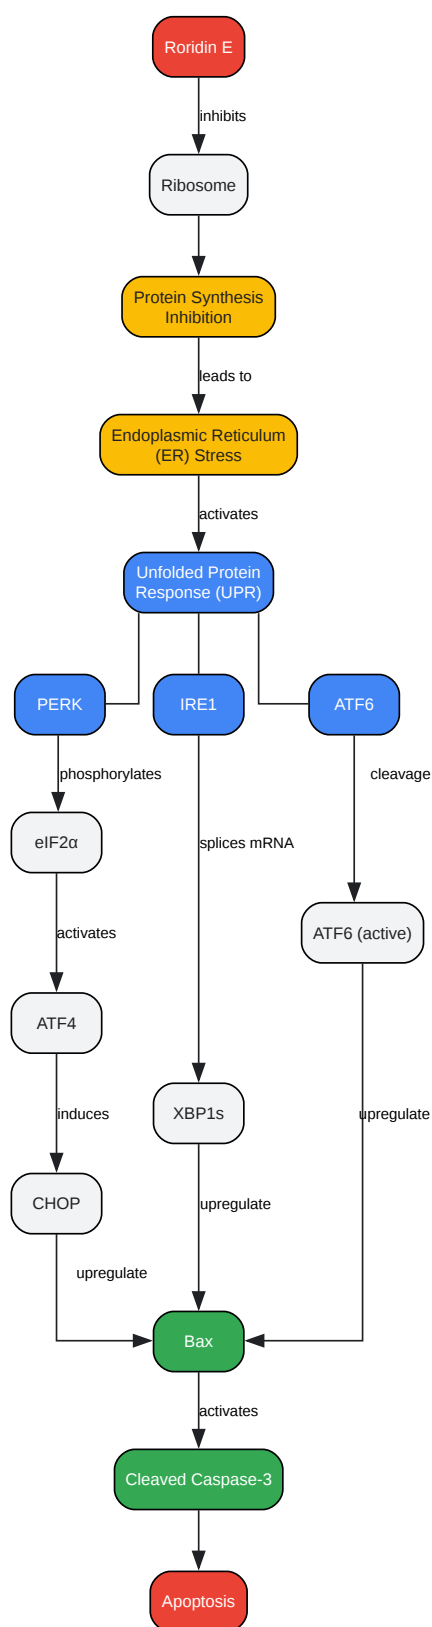 Roridin E
inhibits
Ribosome
Protein Synthesis
Inhibition
leads to
Endoplasmic Reticulum
(ER) Stress
activates
Unfolded Protein
Response (UPR)
PERK
IRE1
ATF6
phosphorylates
cleavage
eIF2α
splices mRNA
activates
ATF6 (active)
ATF4
induces
XBP1s
upregulate
CHOP
upregulate
upregulate
Bax
activates
Cleaved Caspase-3
Apoptosis